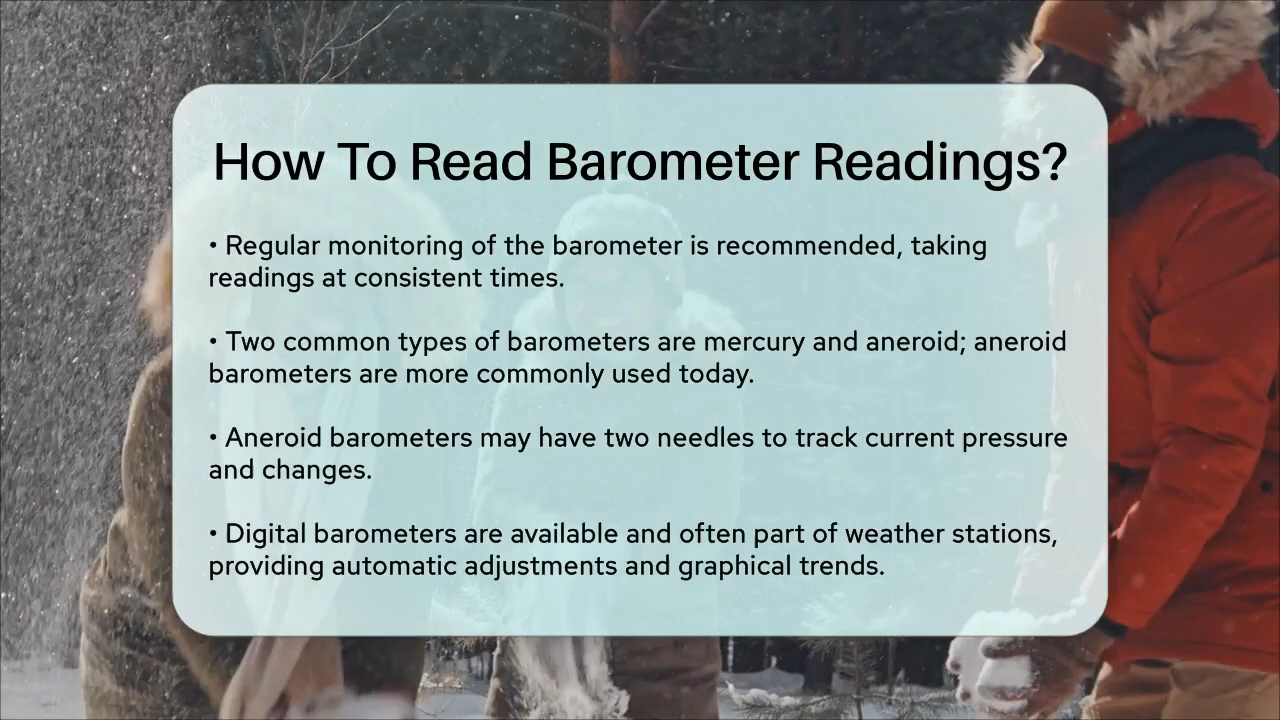 How To Read Barometer Readings?
• Regular monitoring of the barometer is recommended, taking
readings at consistent times.
• Two common types of barometers are mercury and aneroid; aneroid
barometers are more commonly used today.
• Aneroid barometers may have two needles to track current pressure
and changes.
• Digital barometers are available and often part of weather stations,
providing automatic adjustments and graphical trends.